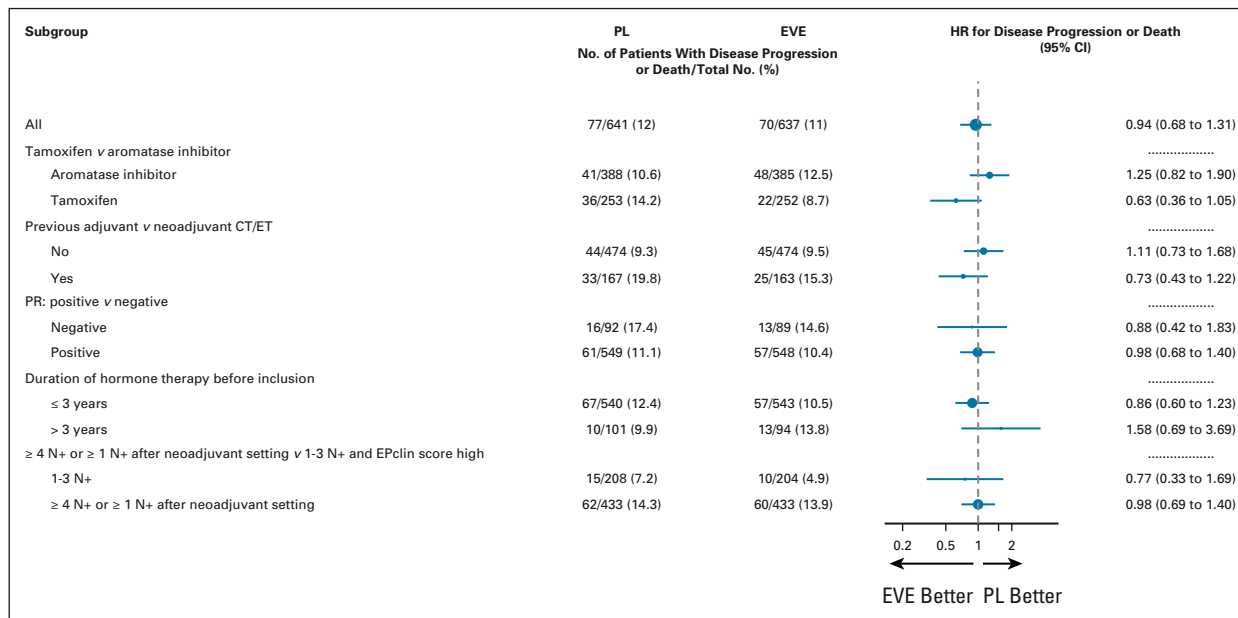 Subgroup PL EVE HR for Disease Progression or Death
No. of Patients With Disease Progression (95% CI)
or Death/Total No. (%)
All 77/641 (12) 70/637 (11) 0.94 (0.68 to 1.31)
Tamoxifen v aromatase inhibitor ..................
Aromatase inhibitor 41/388 (10.6) 48/385 (12.5) 1.25 (0.82 to 1.90)
Tamoxifen 36/253 (14.2) 22/252 (8.7) 0.63 (0.36 to 1.05)
Previous adjuvant v neoadjuvant CT/ET ..................
No 44/474 (9.3) 45/474 (9.5) 1.11 (0.73 to 1.68)
Yes 33/167 (19.8) 25/163 (15.3) 0.73 (0.43 to 1.22)
PR: positive v negative ..................
Negative 16/92 (17.4) 13/89 (14.6) 0.88 (0.42 to 1.83)
Positive 61/549 (11.1) 57/548 (10.4) 0.98 (0.68 to 1.40)
Duration of hormone therapy before inclusion ..................
≤ 3 years 67/540 (12.4) 57/543 (10.5) 0.86 (0.60 to 1.23)
> 3 years 10/101 (9.9) 13/94 (13.8) 1.58 (0.69 to 3.69)
≥ 4 N+ or ≥ 1 N+ after neoadjuvant setting v 1-3 N+ and EPclin score high ..................
1-3 N+ 15/208 (7.2) 10/204 (4.9) 0.77 (0.33 to 1.69)
≥ 4 N+ or ≥ 1 N+ after neoadjuvant setting 62/433 (14.3) 60/433 (13.9) 0.98 (0.69 to 1.40)
0.2 0.5 1 2
EVE Better PL Better